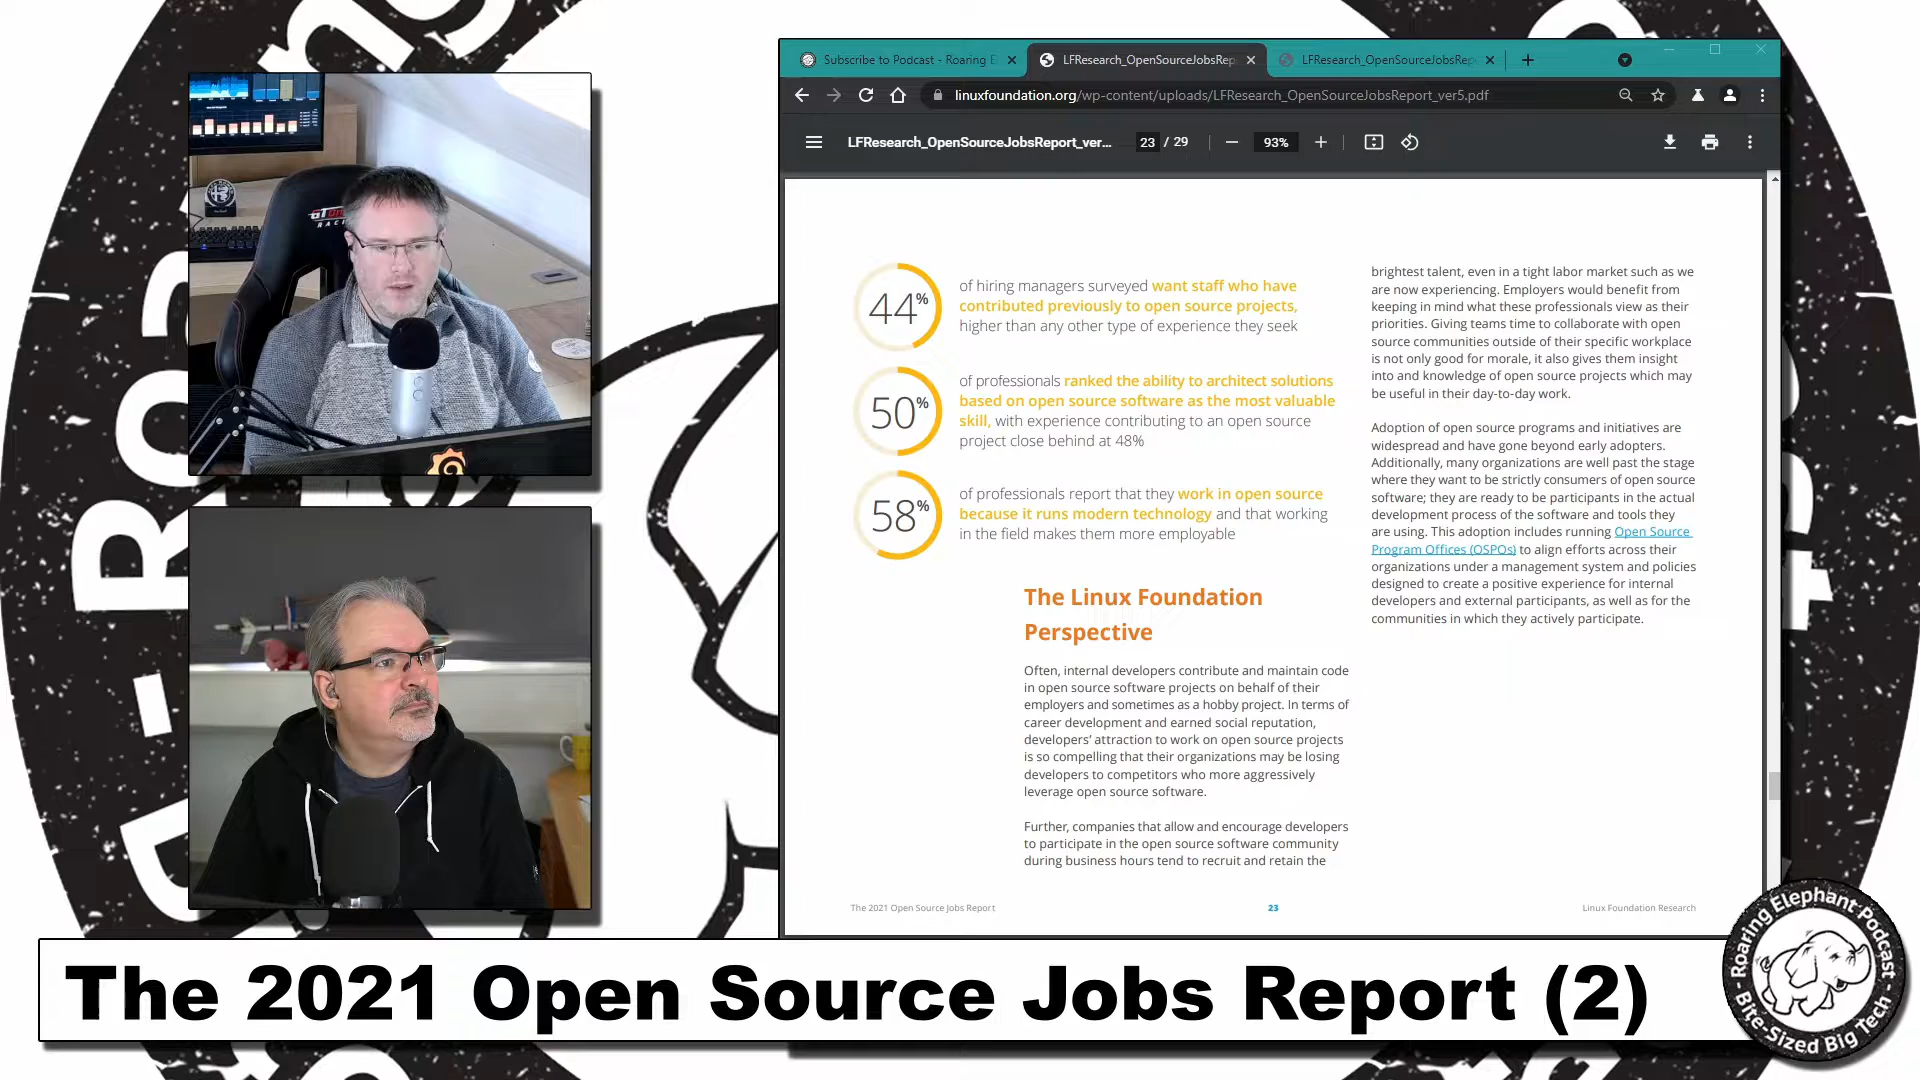 Subscribe to Podcast - Roaring E
LFResearch_OpenSourceJobsRep
LFResearch_OpenSourceJobsRep
linuxfoundation.org/wp-content/uploads/LFResearch_OpenSourceJobsReport_ver5.pdf
LFResearch_OpenSourceJobsReport_ver...
23 / 29
93%
44%
of hiring managers surveyed want staff who have
contributed previously to open source projects,
higher than any other type of experience they seek
50%
of professionals ranked the ability to architect solutions
based on open source software as the most valuable
skill, with experience contributing to an open source
project close behind at 48%
58%
of professionals report that they work in open source
because it runs modern technology and that working
in the field makes them more employable
The Linux Foundation
Perspective
Often, internal developers contribute and maintain code
in open source software projects on behalf of their
employers and sometimes as a hobby project. In terms of
career development and earned social reputation,
developers’ attraction to work on open source projects
is so compelling that their organizations may be losing
developers to competitors who more aggressively
leverage open source software.
Further, companies that allow and encourage developers
to participate in the open source software community
during business hours tend to recruit and retain the
brightest talent, even in a tight labor market such as we
are now experiencing. Employers would benefit from
keeping in mind what these professionals view as their
priorities. Giving teams time to collaborate with open
source communities outside of their specific workplace
is not only good for morale, it also gives them insight
into and knowledge of open source projects which may
be useful in their day-to-day work.
Adoption of open source programs and initiatives are
widespread and have gone beyond early adopters.
Additionally, many organizations are well past the stage
where they want to be strictly consumers of open source
software; they are ready to be participants in the actual
development process of the software and tools they
are using. This adoption includes running Open Source
Program Offices (OSPOs) to align efforts across their
organizations under a management system and policies
designed to create a positive experience for internal
developers and external participants, as well as for the
communities in which they actively participate.
The 2021 Open Source Jobs Report
23
Linux Foundation Research
The 2021 Open Source Jobs Report (2)
Roaring Elephant Podcast
- Bite-Sized Big Tech -